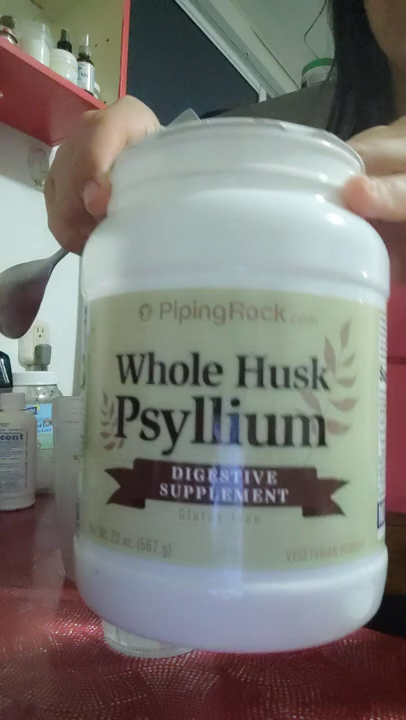 PipingRock.com
Whole Husk
Psyllium
DIGESTIVE
SUPPLEMENT
Gluten Free
20 oz. (567 g)
VEGETARIAN POWDER